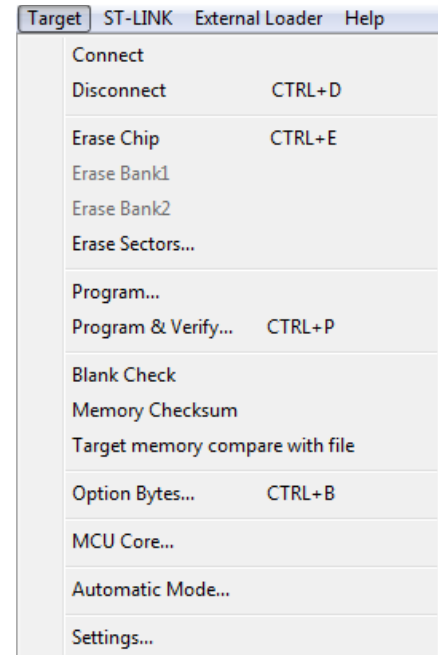 Target ST-LINK External Loader Help
Connect
Disconnect CTRL+D
Erase Chip CTRL+E
Erase Bank1
Erase Bank2
Erase Sectors...
Program...
Program & Verify... CTRL+P
Blank Check
Memory Checksum
Target memory compare with file
Option Bytes... CTRL+B
MCU Core...
Automatic Mode...
Settings...